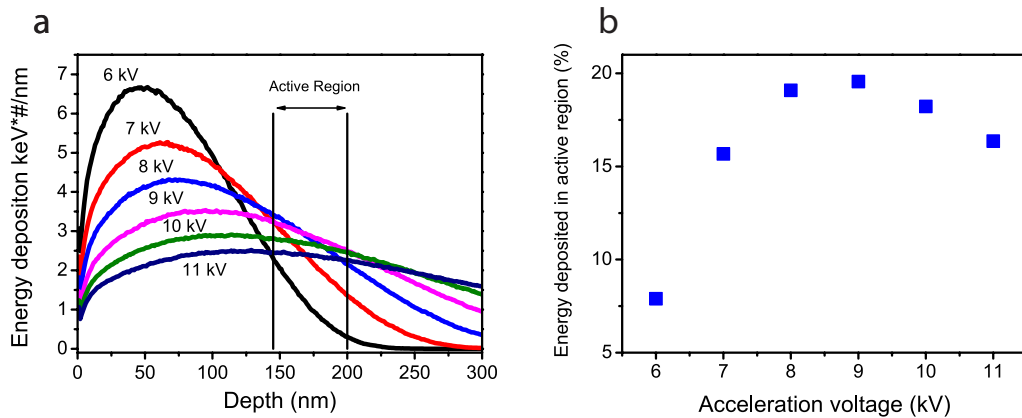 a
Energy depositon keV*#/nm
7
6
5
4
3
2
1
0
6 kV
7 kV
8 kV
9 kV
10 kV
11 kV
Active Region
0 50 100 150 200 250 300
Depth (nm)
b
Energy deposited in active region (%)
20
15
10
5
6 7 8 9 10 11
Acceleration voltage (kV)